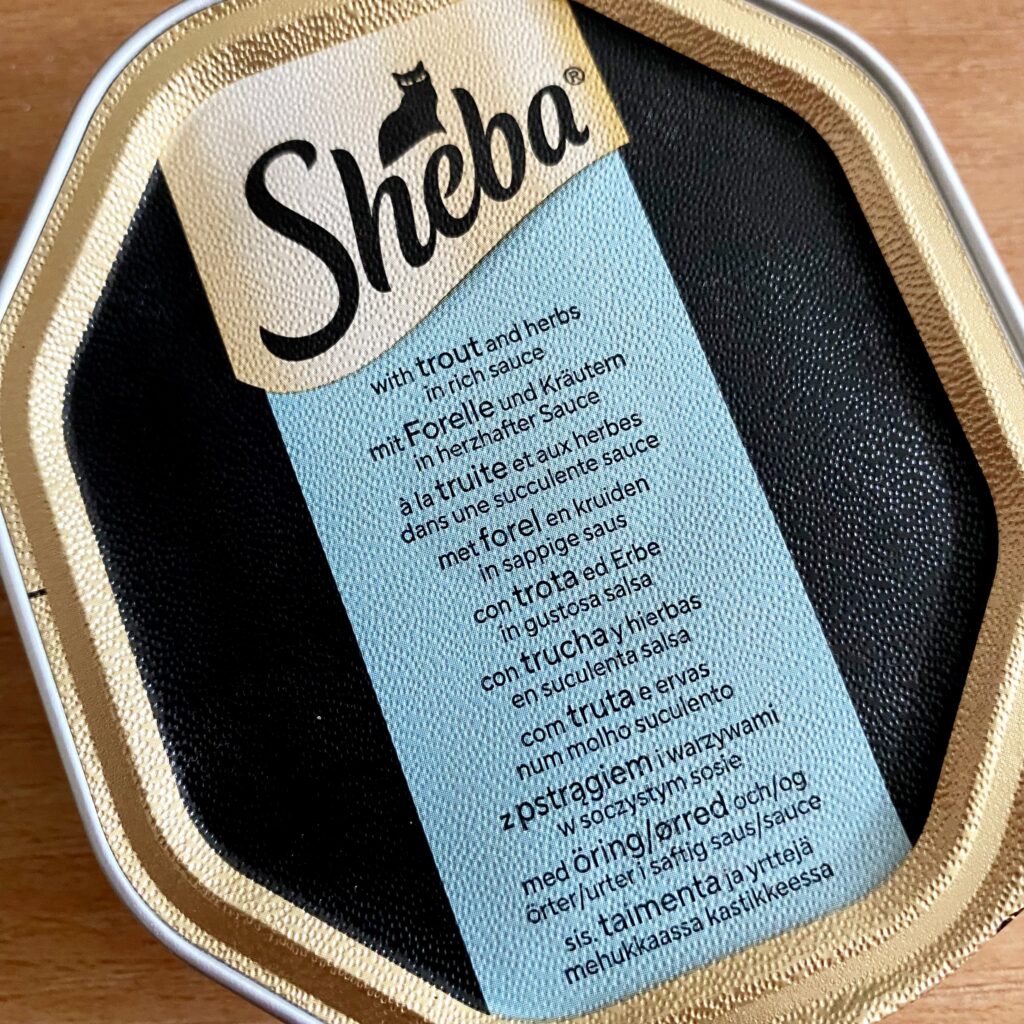 Sheba®
with trout and herbs
in rich sauce
mit Forelle und Kräutern
in herzhafter Sauce
à la truite et aux herbes
dans une succulente sauce
met forel en kruiden
in sappige saus
con trota ed Erbe
in gustosa salsa
con trucha y hierbas
en suculenta salsa
com truta e ervas
num molho suculento
z pstrągiem i warzywami
w soczystym sosie
med öring/ørred och/og
örter/urter i saftig saus/sauce
sis. taimenta ja yrttejä
mehukkaassa kastikkeessa